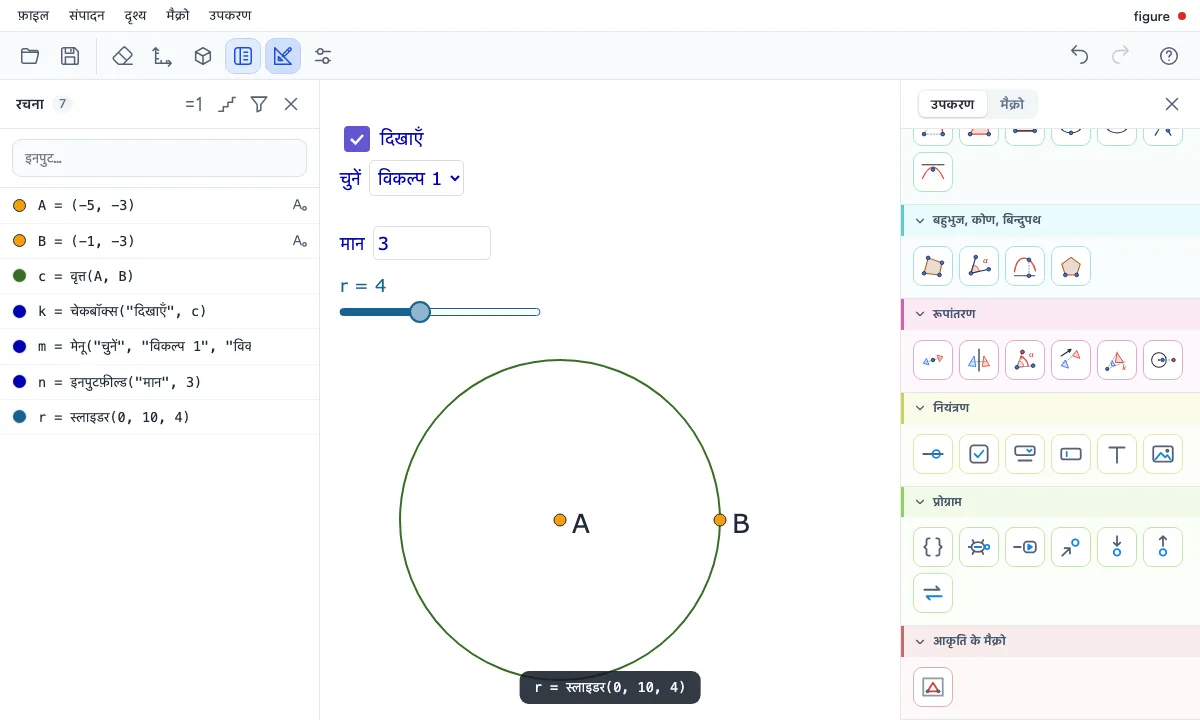 फ़ाइल संपादन दृश्य मैक्रो उपकरण figure
रचना 7 =1
इनपुट…
A = (−5, −3)
B = (−1, −3)
c = वृत्त(A, B)
k = चेकबॉक्स("दिखाएँ", c)
m = मेनू("चुनें", "विकल्प 1", "विक
n = इनपुटफ़ील्ड("मान", 3)
r = स्लाइडर(0, 10, 4)
दिखाएँ
चुनें विकल्प 1
मान 3
r = 4
A
B
r = स्लाइडर(0, 10, 4)
उपकरण मैक्रो
बहुभुज, कोण, बिन्दुपथ
रूपांतरण
नियंत्रण
प्रोग्राम
आकृति के मैक्रो